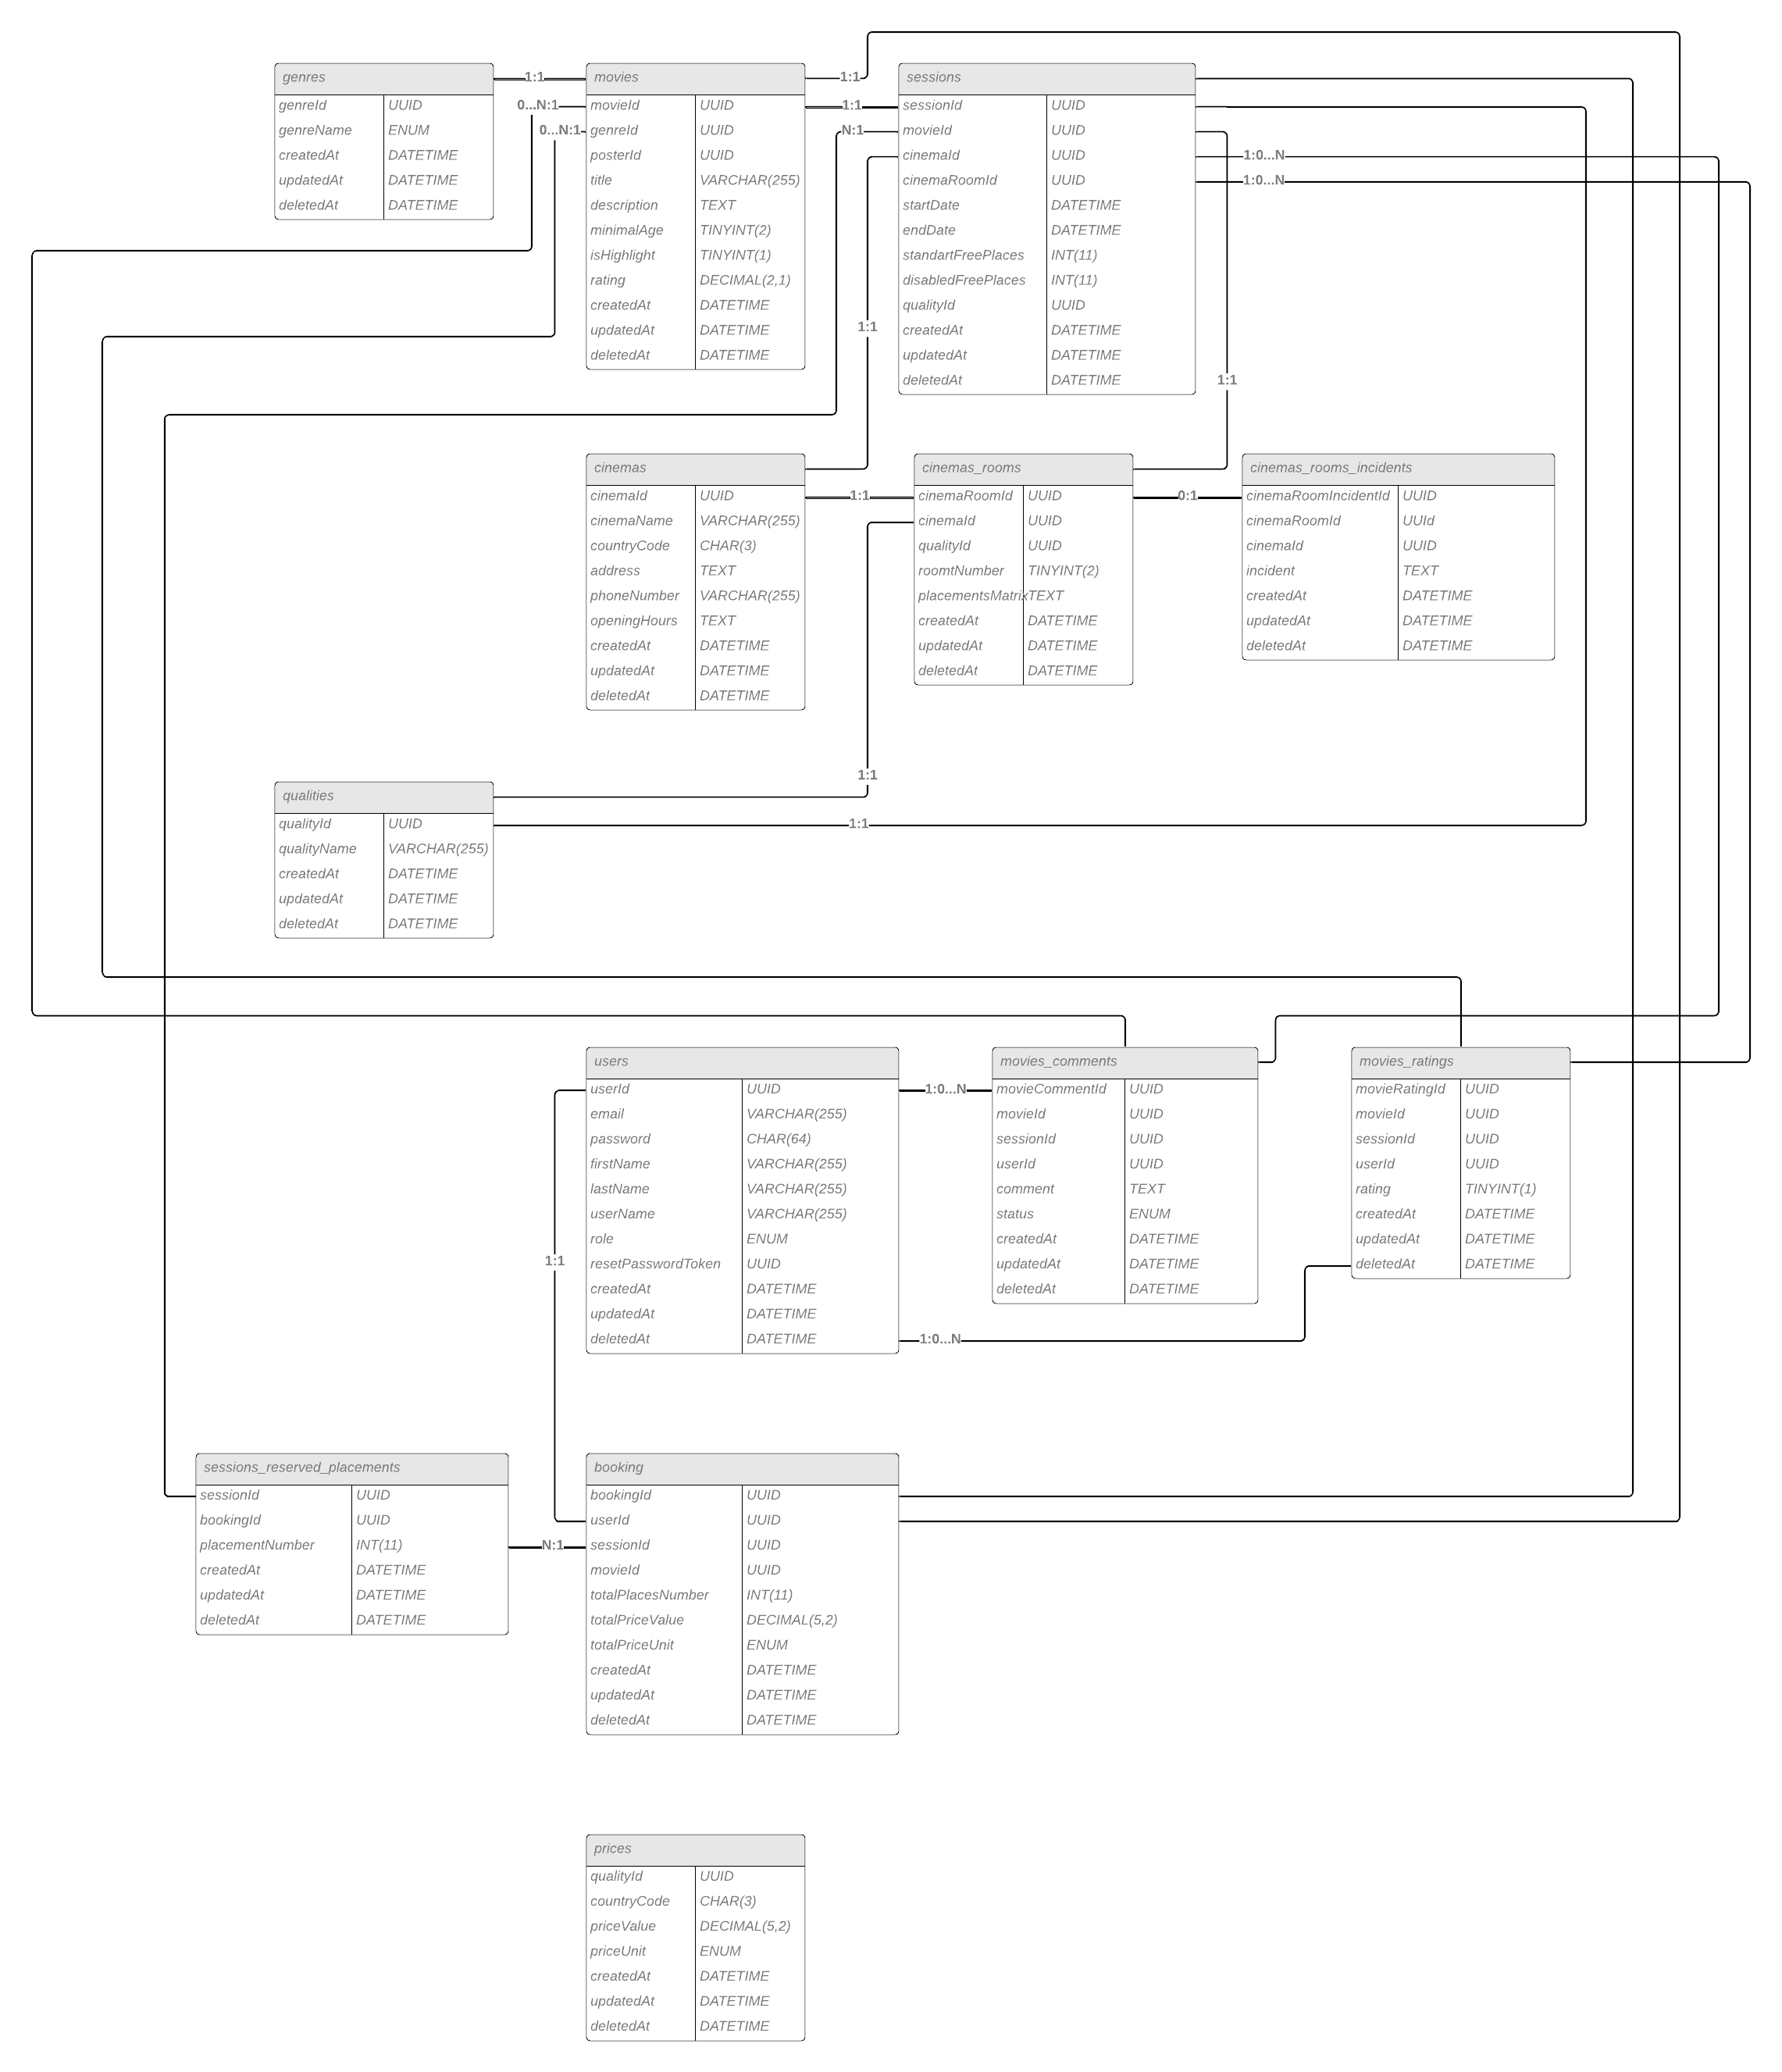 genres
genreId UUID
genreName ENUM
createdAt DATETIME
updatedAt DATETIME
deletedAt DATETIME
1:1
0...N:1
0...N:1
movies
movieId UUID
genreId UUID
posterId UUID
title VARCHAR(255)
description TEXT
minimalAge TINYINT(2)
isHighlight TINYINT(1)
rating DECIMAL(2,1)
createdAt DATETIME
updatedAt DATETIME
deletedAt DATETIME
1:1
1:1
N:1
1:1
sessions
sessionId UUID
movieId UUID
cinemaId UUID
cinemaRoomId UUID
startDate DATETIME
endDate DATETIME
standartFreePlaces INT(11)
disabledFreePlaces INT(11)
qualityId UUID
createdAt DATETIME
updatedAt DATETIME
deletedAt DATETIME
1:0...N
1:0...N
1:1
cinemas
cinemaId UUID
cinemaName VARCHAR(255)
countryCode CHAR(3)
address TEXT
phoneNumber VARCHAR(255)
openingHours TEXT
createdAt DATETIME
updatedAt DATETIME
deletedAt DATETIME
1:1
cinemas_rooms
cinemaRoomId UUID
cinemaId UUID
qualityId UUID
roomtNumber TINYINT(2)
placementsMatrix TEXT
createdAt DATETIME
updatedAt DATETIME
deletedAt DATETIME
0:1
cinemas_rooms_incidents
cinemaRoomIncidentId UUID
cinemaRoomId UUId
cinemaId UUID
incident TEXT
createdAt DATETIME
updatedAt DATETIME
deletedAt DATETIME
1:1
qualities
qualityId UUID
qualityName VARCHAR(255)
createdAt DATETIME
updatedAt DATETIME
deletedAt DATETIME
1:1
users
userId UUID
email VARCHAR(255)
password CHAR(64)
firstName VARCHAR(255)
lastName VARCHAR(255)
userName VARCHAR(255)
role ENUM
resetPasswordToken UUID
createdAt DATETIME
updatedAt DATETIME
deletedAt DATETIME
1:0...N
movies_comments
movieCommentId UUID
movieId UUID
sessionId UUID
userId UUID
comment TEXT
status ENUM
createdAt DATETIME
updatedAt DATETIME
deletedAt DATETIME
movies_ratings
movieRatingId UUID
movieId UUID
sessionId UUID
userId UUID
rating TINYINT(1)
createdAt DATETIME
updatedAt DATETIME
deletedAt DATETIME
1:1
1:0...N
sessions_reserved_placements
sessionId UUID
bookingId UUID
placementNumber INT(11)
createdAt DATETIME
updatedAt DATETIME
deletedAt DATETIME
N:1
booking
bookingId UUID
userId UUID
sessionId UUID
movieId UUID
totalPlacesNumber INT(11)
totalPriceValue DECIMAL(5,2)
totalPriceUnit ENUM
createdAt DATETIME
updatedAt DATETIME
deletedAt DATETIME
prices
qualityId UUID
countryCode CHAR(3)
priceValue DECIMAL(5,2)
priceUnit ENUM
createdAt DATETIME
updatedAt DATETIME
deletedAt DATETIME